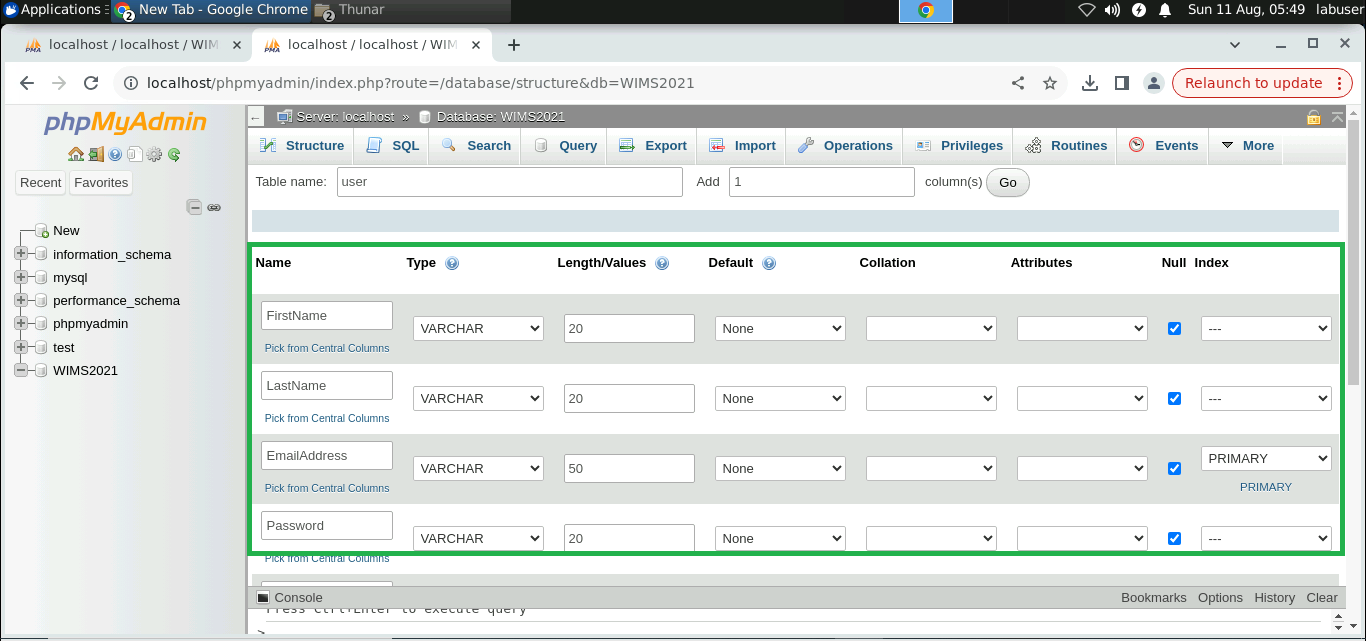 Applications
2 New Tab - Google Chrome
2 Thunar
Sun 11 Aug, 05:49 labuser
PMA localhost / localhost / WIM
PMA localhost / localhost / WIM
localhost/phpmyadmin/index.php?route=/database/structure&db=WIMS2021
Relaunch to update
phpMyAdmin
Recent Favorites
New
information_schema
mysql
performance_schema
phpmyadmin
test
WIMS2021
Server: localhost » Database: WIMS2021
Structure SQL Search Query Export Import Operations Privileges Routines Events More
Table name: user Add 1 column(s) Go
Name Type Length/Values Default Collation Attributes Null Index
FirstName VARCHAR 20 None ---
Pick from Central Columns
LastName VARCHAR 20 None ---
Pick from Central Columns
EmailAddress VARCHAR 50 None PRIMARY
Pick from Central Columns PRIMARY
Password VARCHAR 20 None ---
Pick from Central Columns
Console Bookmarks Options History Clear
Press Ctrl+Enter to execute query
>